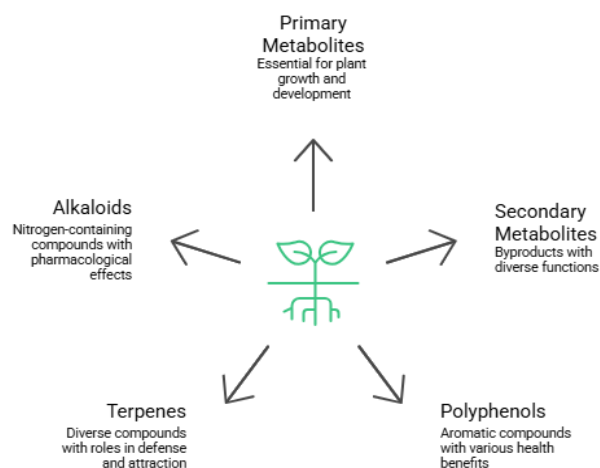 Primary
Metabolites
Essential for plant
growth and
development
Alkaloids
Nitrogen-containing
compounds with
pharmacological
effects
Secondary
Metabolites
Byproducts with
diverse functions
Terpenes
Diverse compounds
with roles in defense
and attraction
Polyphenols
Aromatic compounds
with various health
benefits